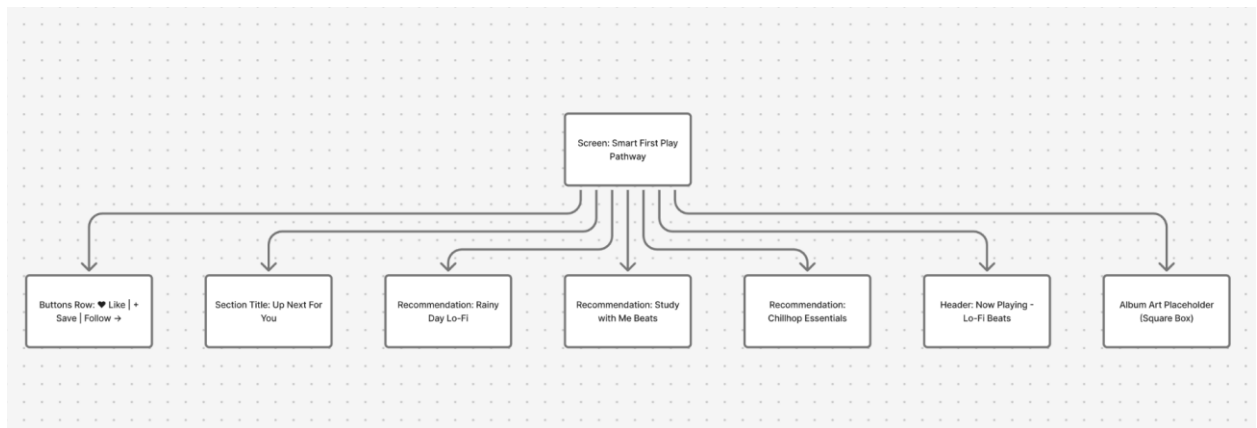 Screen: Smart First Play
Pathway
Buttons Row: ♥ Like | +
Save | Follow →
Section Title: Up Next For
You
Recommendation: Rainy
Day Lo-Fi
Recommendation: Study
with Me Beats
Recommendation:
Chillhop Essentials
Header: Now Playing -
Lo-Fi Beats
Album Art Placeholder
(Square Box)